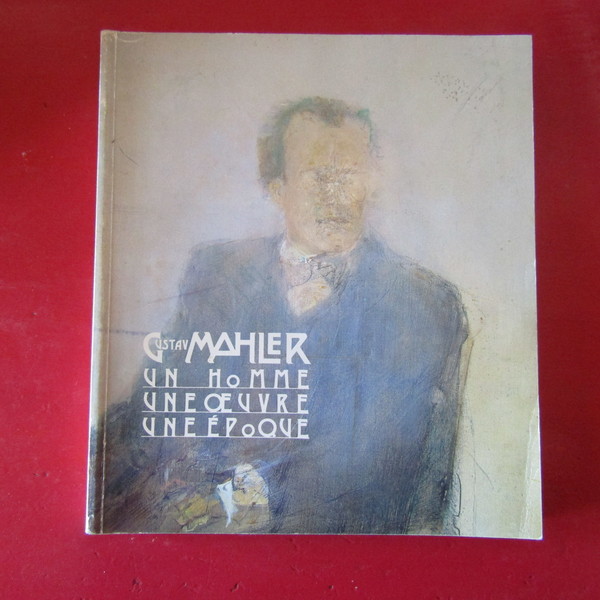 Gustav MAHLER
UN HoMME
UNE ŒUVRE
UNE ÉPoQUE